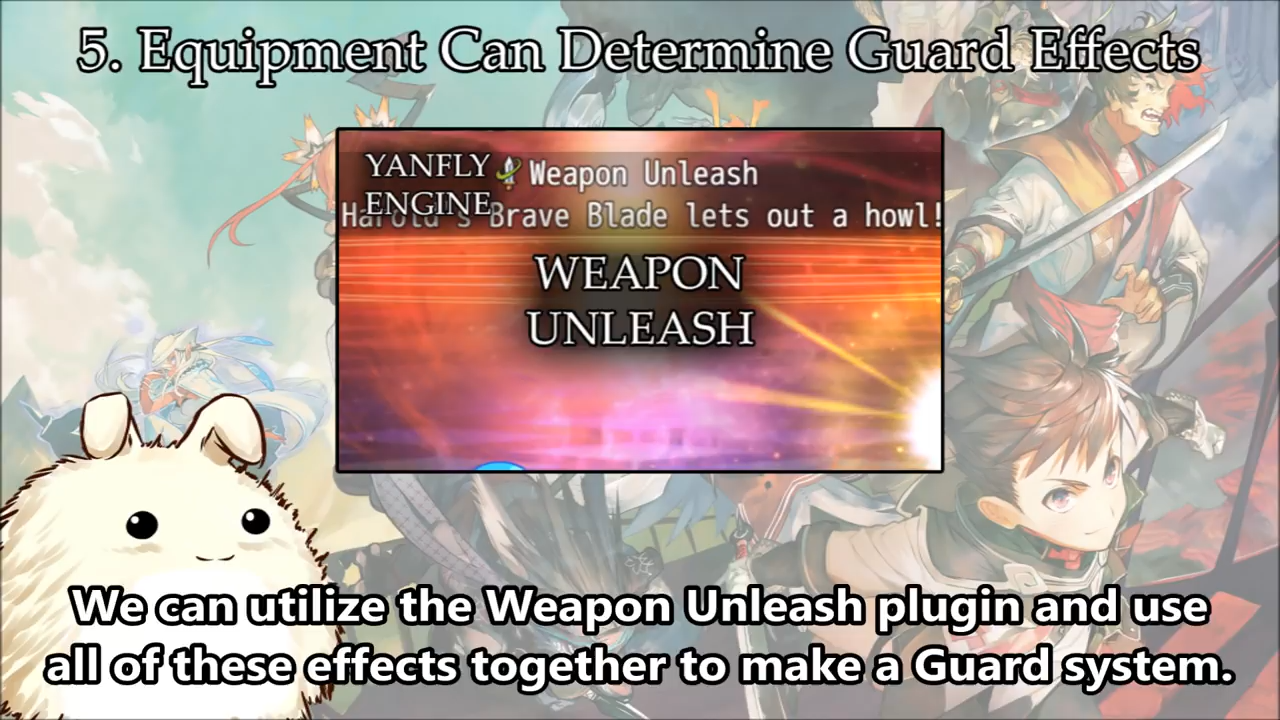 5. Equipment Can Determine Guard Effects
YANFLY
ENGINE
Weapon Unleash
Harold's Brave Blade lets out a howl!
WEAPON
UNLEASH
We can utilize the Weapon Unleash plugin and use
all of these effects together to make a Guard system.